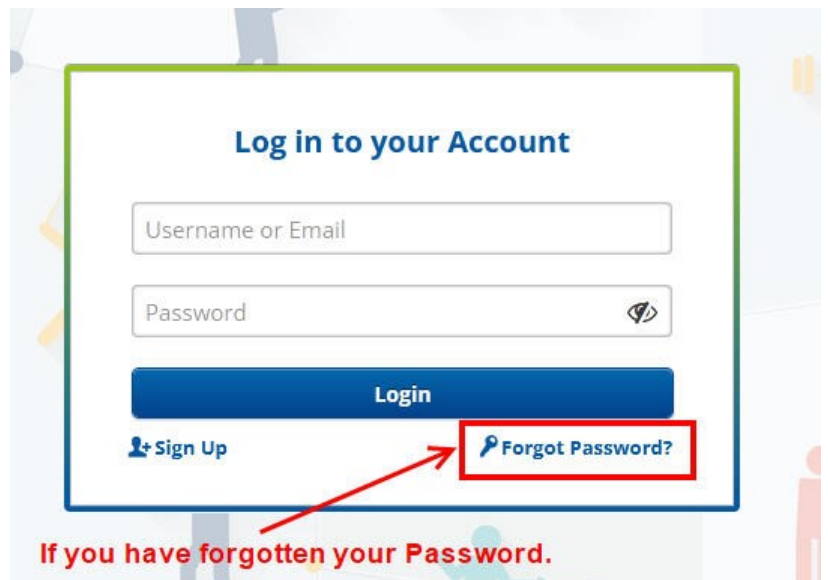 Log in to your Account
Username or Email
Password
Login
Sign Up
Forgot Password?
If you have forgotten your Password.